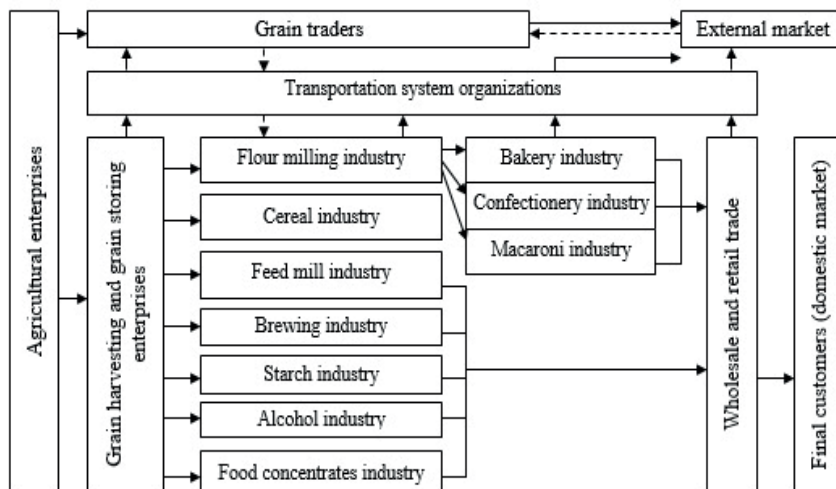 Grain traders
External market
Transportation system organizations
Agricultural enterprises
Grain harvesting and grain storing
enterprises
Flour milling industry
Cereal industry
Feed mill industry
Brewing industry
Starch industry
Alcohol industry
Food concentrates industry
Bakery industry
Confectionery industry
Macaroni industry
Wholesale and retail trade
Final customers (domestic market)